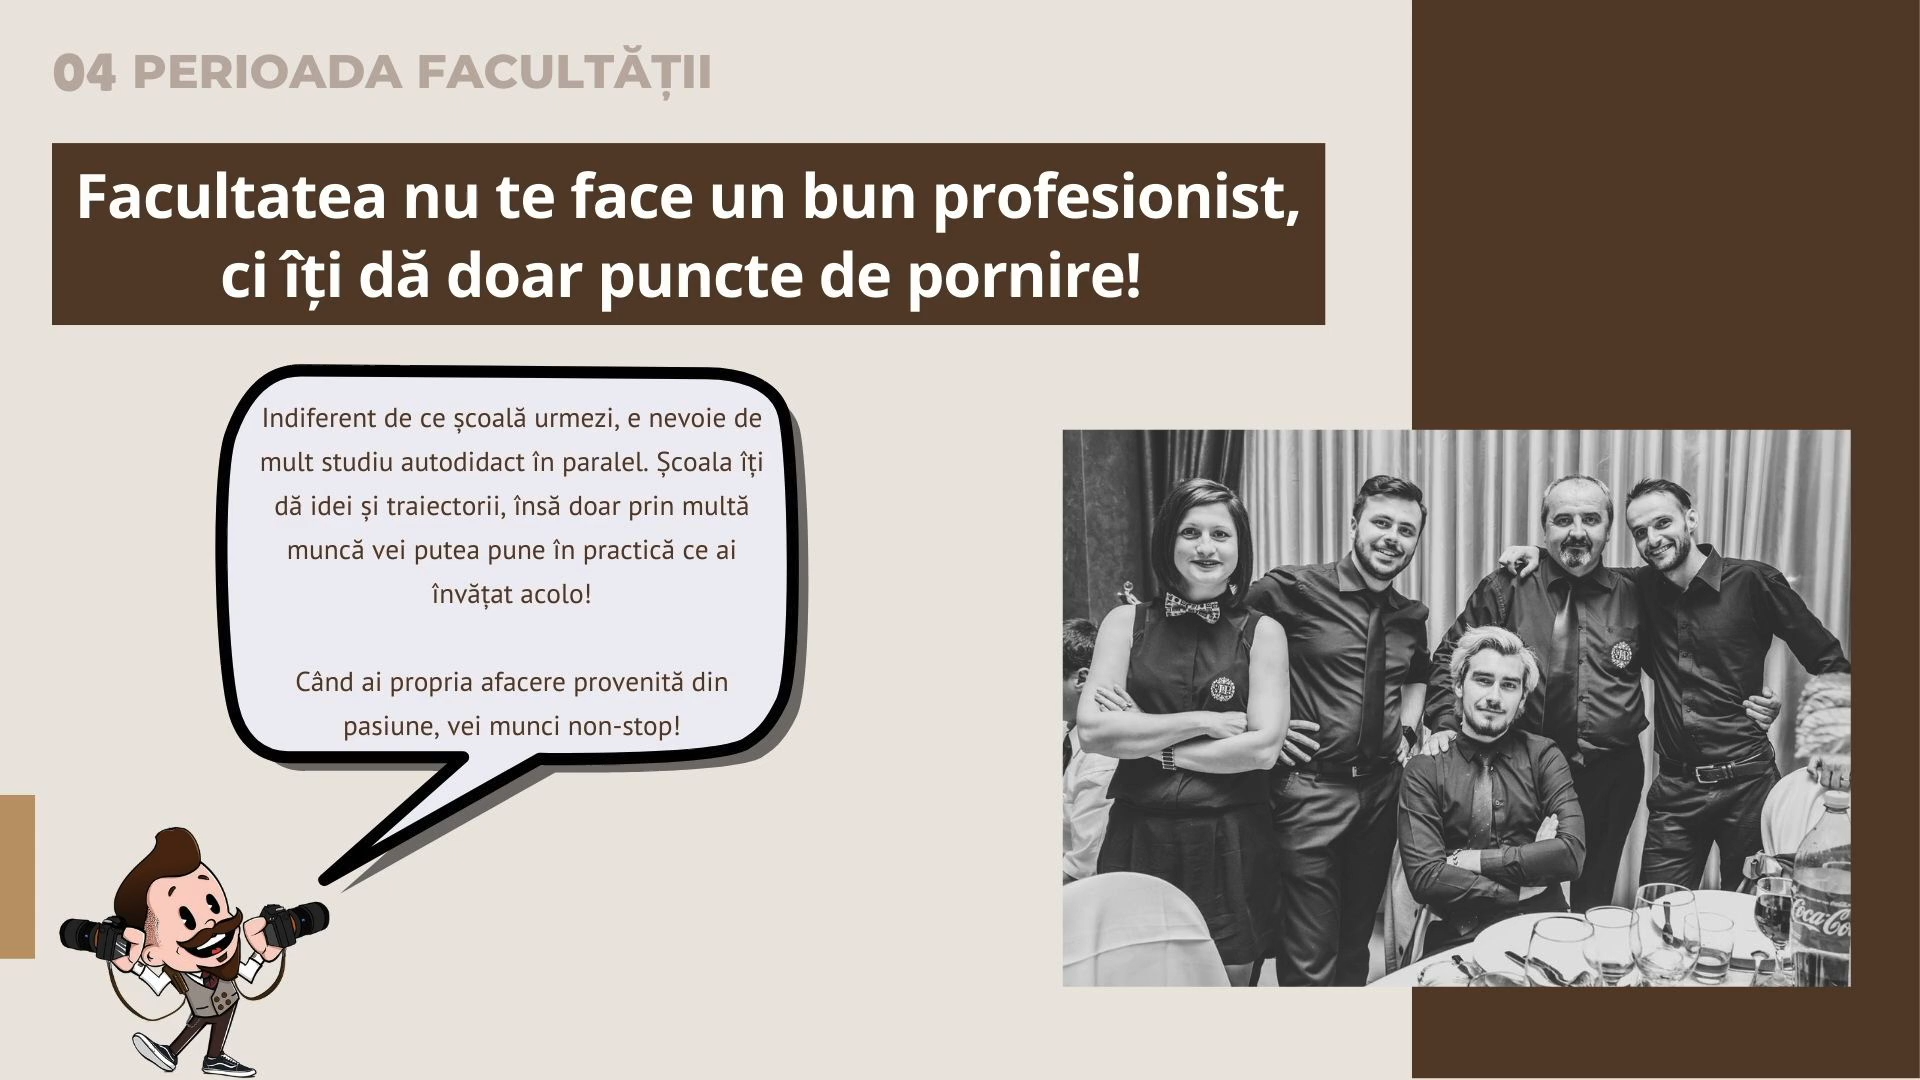 04 PERIOADA FACULTĂȚII
Facultatea nu te face un bun profesionist,
ci îți dă doar puncte de pornire!
Indiferent de ce școală urmezi, e nevoie de
mult studiu autodidact în paralel. Școala îți
dă idei și traiectorii, însă doar prin multă
muncă vei putea pune în practică ce ai
învățat acolo!
Când ai propria afacere provenită din
pasiune, vei munci non-stop!
Coca-Co